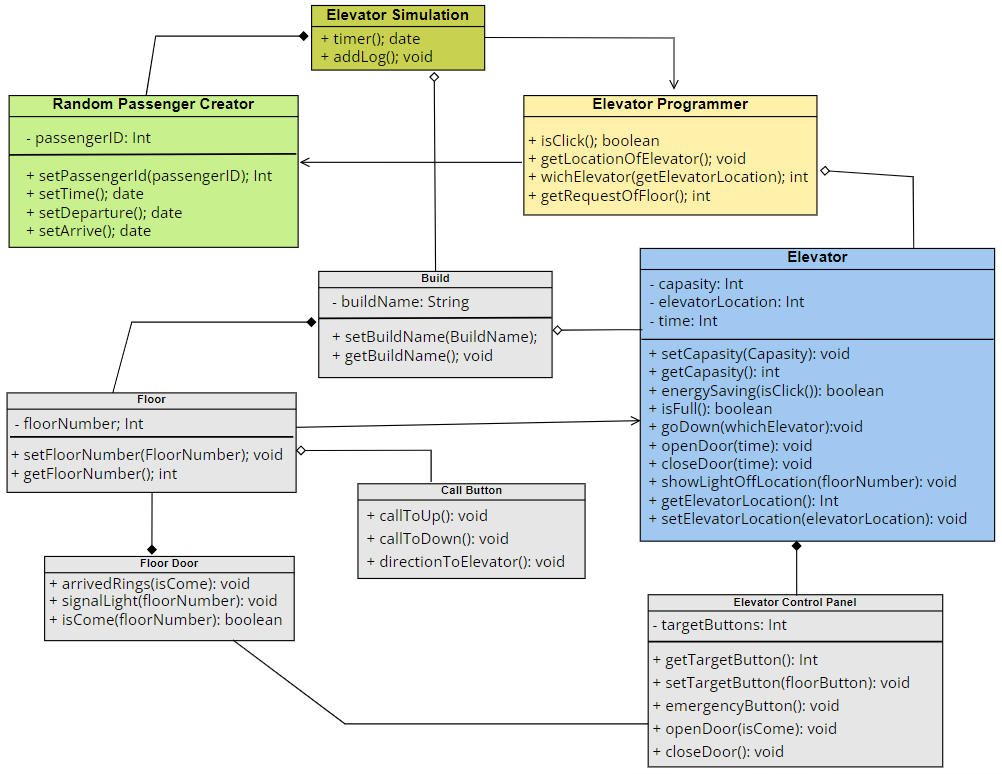 Elevator Simulation
+ timer(); date
+ addLog(); void
Random Passenger Creator
- passengerID: Int
+ setPassengerId(passengerID); Int
+ setTime(); date
+ setDeparture(); date
+ setArrive(); date
Elevator Programmer
+ isClick(); boolean
+ getLocationOfElevator(); void
+ wichElevator(getElevatorLocation); int
+ getRequestOfFloor(); int
Elevator
- capasity: Int
- elevatorLocation: Int
- time: Int
+ setCapasity(Capasity): void
+ getCapasity(): int
+ energySaving(isClick()): boolean
+ isFull(): boolean
+ goDown(whichElevator):void
+ openDoor(time): void
+ closeDoor(time): void
+ showLightOffLocation(floorNumber): void
+ getElevatorLocation(): Int
+ setElevatorLocation(elevatorLocation): void
Build
- buildName: String
+ setBuildName(BuildName);
+ getBuildName(); void
Floor
- floorNumber; Int
+ setFloorNumber(FloorNumber); void
+ getFloorNumber(); int
Call Button
+ callToUp(): void
+ callToDown(): void
+ directionToElevator(): void
Floor Door
+ arrivedRings(isCome): void
+ signalLight(floorNumber): void
+ isCome(floorNumber): boolean
Elevator Control Panel
- targetButtons: Int
+ getTargetButton(): Int
+ setTargetButton(floorButton): void
+ emergencyButton(): void
+ openDoor(isCome): void
+ closeDoor(): void